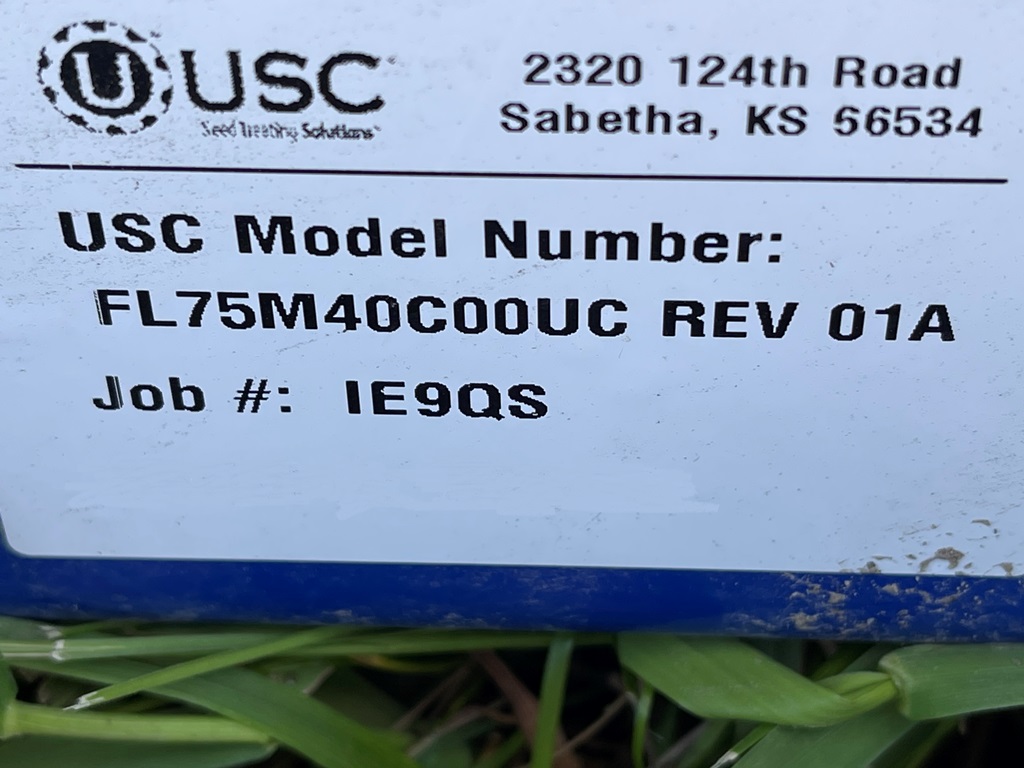 U USC
Seed Treating Solutions
2320 124th Road
Sabetha, KS 66534
USC Model Number:
FL75M40C00UC REV 01A
Job #: IE9QS